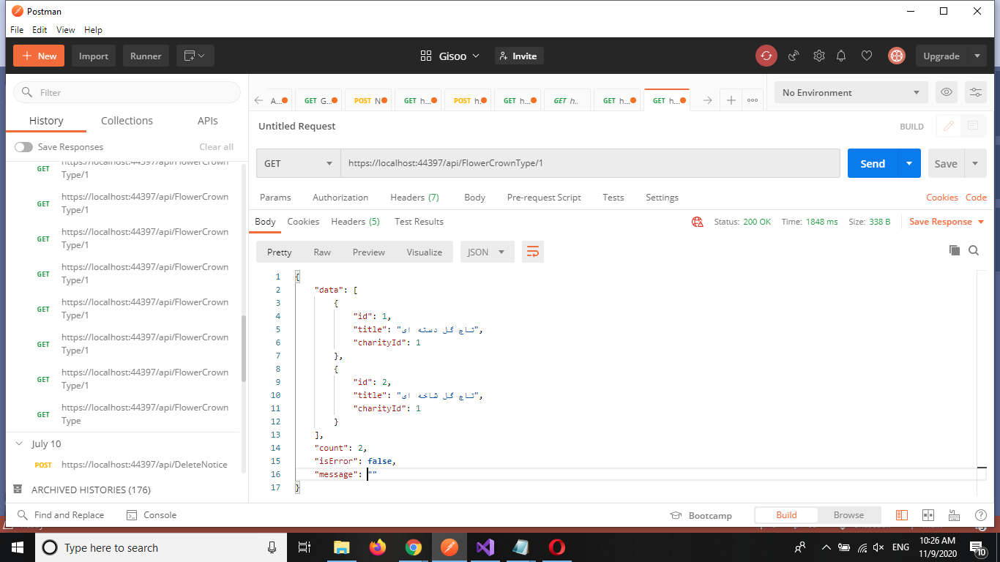 Postman
File Edit View Help
New Import Runner Gisoo Invite Upgrade
Filter
A... GET G... POST N GET h... POST h. GET h... GET h.. GET h... GET h...
No Environment
History Collections APIs
Untitled Request BUILD
Save Responses Clear all
GET https://localhost:44397/api/FlowerCrownType/1 Send Save
GET https://localhost:44397/api/FlowerCrown
Type/1
GET https://localhost:44397/api/FlowerCrown
Type/1
GET https://localhost:44397/api/FlowerCrown
Type/1
GET https://localhost:44397/api/FlowerCrown
Type/1
GET https://localhost:44397/api/FlowerCrown
Type/1
GET https://localhost:44397/api/FlowerCrown
Type/1
GET https://localhost:44397/api/FlowerCrown
Type/1
GET https://localhost:44397/api/FlowerCrown
Type
July 10
POST https://localhost:44397/api/DeleteNotice
ARCHIVED HISTORIES (176)
Params Authorization Headers (7) Body Pre-request Script Tests Settings Cookies Code
Body Cookies Headers (5) Test Results Status: 200 OK Time: 1848 ms Size: 338 B Save Response
Pretty Raw Preview Visualize JSON
1 {
2 "data": [
3 {
4 "id": 1,
5 "title": "تاج گل دسته ای",
6 "charityId": 1
7 },
8 {
9 "id": 2,
10 "title": "تاج گل شاخه ای",
11 "charityId": 1
12 }
13 ],
14 "count": 2,
15 "isError": false,
16 "message": ""
17 }
Find and Replace Console Bootcamp Build Browse
Type here to search ENG 10:26 AM
11/9/2020 10